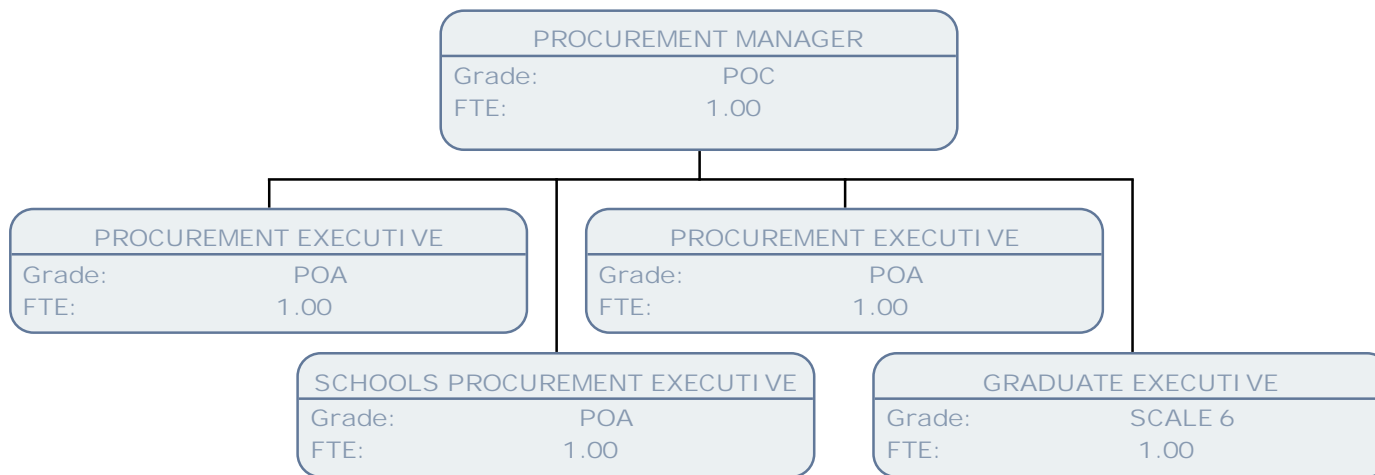 PROCUREMENT MANAGER
Grade: POC
FTE: 1.00
PROCUREMENT EXECUTIVE
Grade: POA
FTE: 1.00
PROCUREMENT EXECUTIVE
Grade: POA
FTE: 1.00
SCHOOLS PROCUREMENT EXECUTIVE
Grade: POA
FTE: 1.00
GRADUATE EXECUTIVE
Grade: SCALE 6
FTE: 1.00